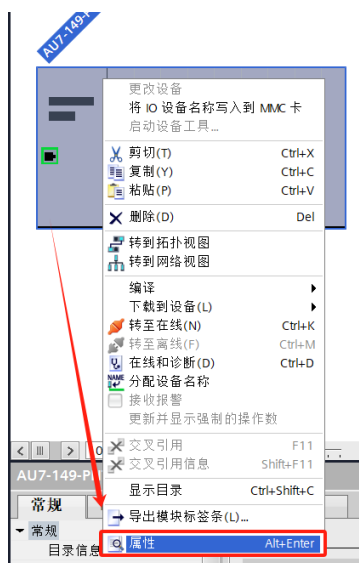 AU7-149-P
更改设备
将 IO 设备名称写入到 MMC 卡
启动设备工具...
剪切(T) Ctrl+X
复制(Y) Ctrl+C
粘贴(P) Ctrl+V
删除(D) Del
转到拓扑视图
转到网络视图
编译
下载到设备(L)
转至在线(N) Ctrl+K
转至离线(F) Ctrl+M
在线和诊断(D) Ctrl+D
NAME 分配设备名称
接收报警
更新并显示强制的操作数
交叉引用 F11
交叉引用信息 Shift+F11
显示目录 Ctrl+Shift+C
导出模块标签条(L)...
属性 Alt+Enter
AU7-149-P
常规
常规
目录信息